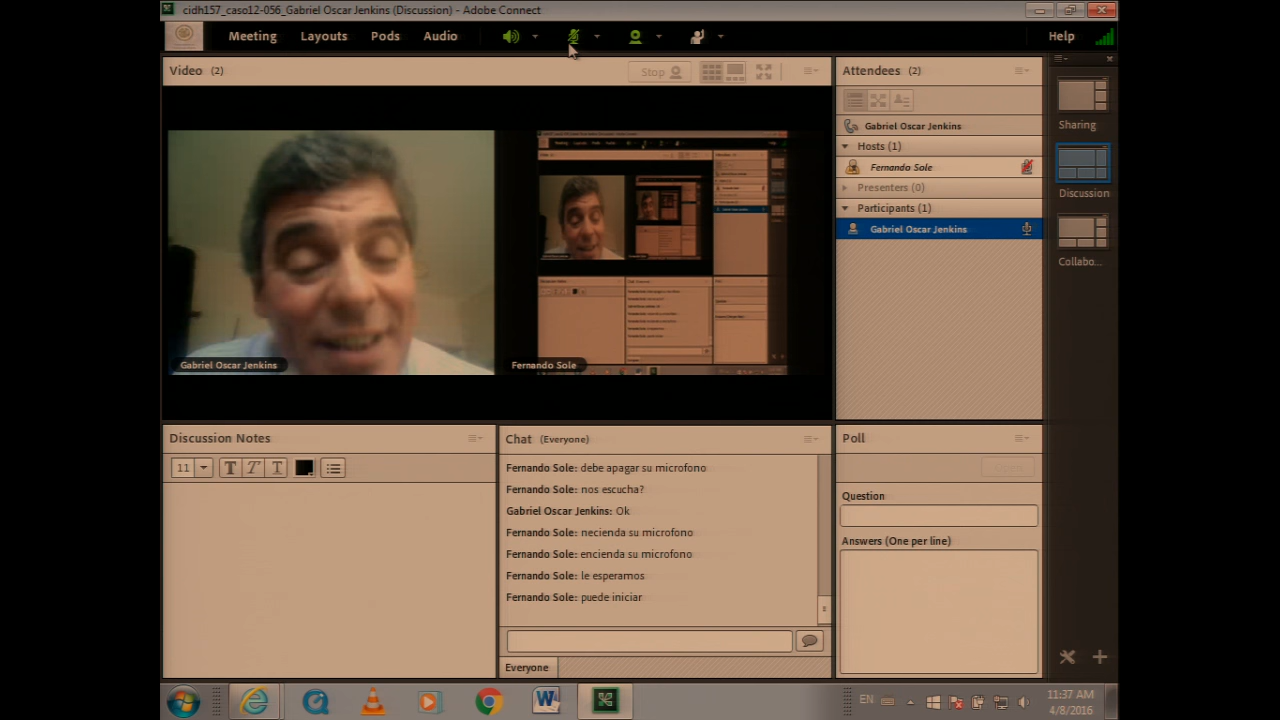 cidh157_caso12-056_Gabriel Oscar Jenkins (Discussion) - Adobe Connect
Meeting Layouts Pods Audio Help
Video (2)
Stop
Gabriel Oscar Jenkins
Fernando Sole
Attendees (2)
Gabriel Oscar Jenkins
Hosts (1)
Fernando Sole
Presenters (0)
Participants (1)
Gabriel Oscar Jenkins
Sharing
Discussion
Collabo...
Discussion Notes
11
T T T
Chat (Everyone)
Fernando Sole: debe apagar su microfono
Fernando Sole: nos escucha?
Gabriel Oscar Jenkins: Ok
Fernando Sole: necienda su microfono
Fernando Sole: encienda su microfono
Fernando Sole: le esperamos
Fernando Sole: puede iniciar
Everyone
Poll
Question
Answers (One per line)
EN
11:37 AM
4/8/2016